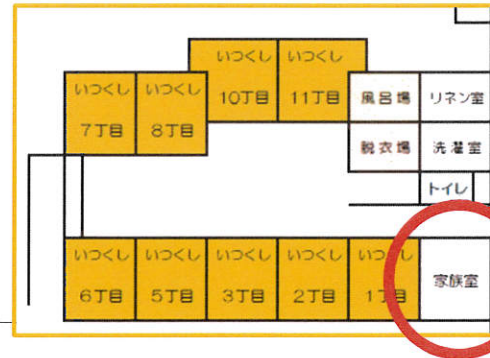 いつくし
10丁目
いつくし
11丁目
いつくし
7丁目
いつくし
8丁目
風呂場
リネン室
脱衣場
洗濯室
トイレ
いつくし
6丁目
いつくし
5丁目
いつくし
3丁目
いつくし
2丁目
いつくし
1丁目
家族室